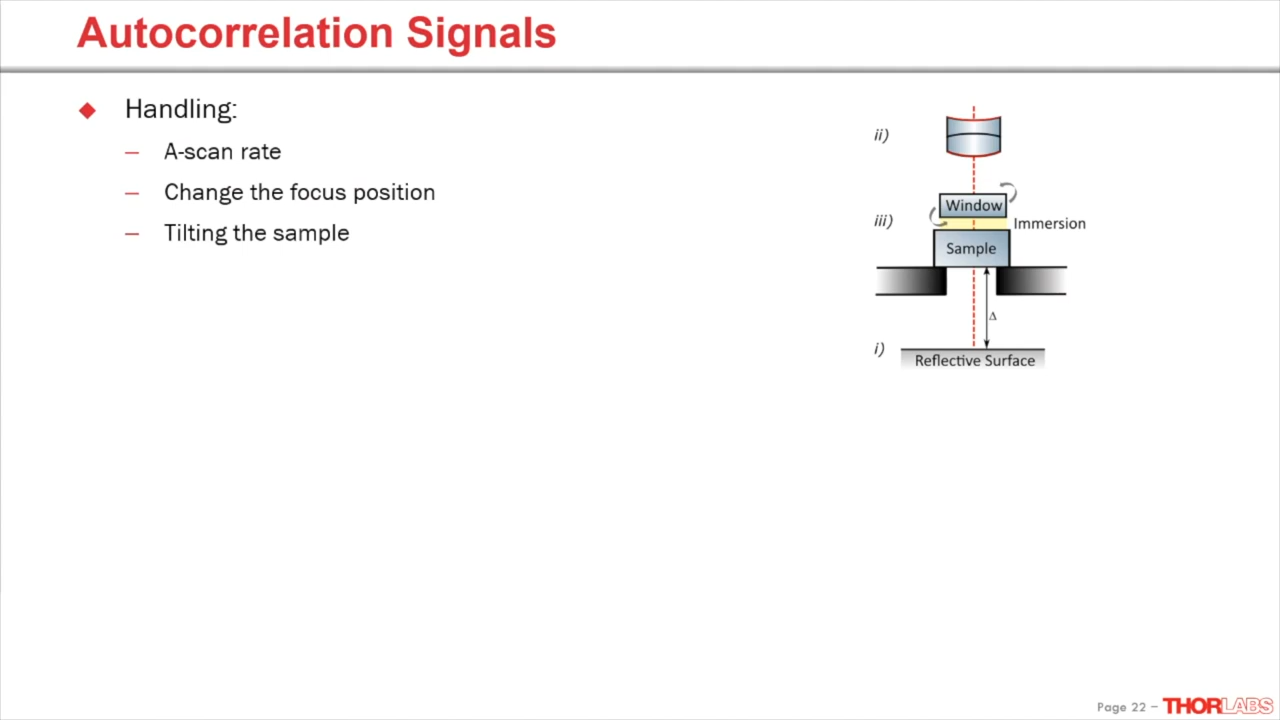 Autocorrelation Signals
Handling:
– A-scan rate
– Change the focus position
– Tilting the sample
ii)
Window
iii)
Immersion
Sample
Δ
i)
Reflective Surface
Page 22 – THORLABS